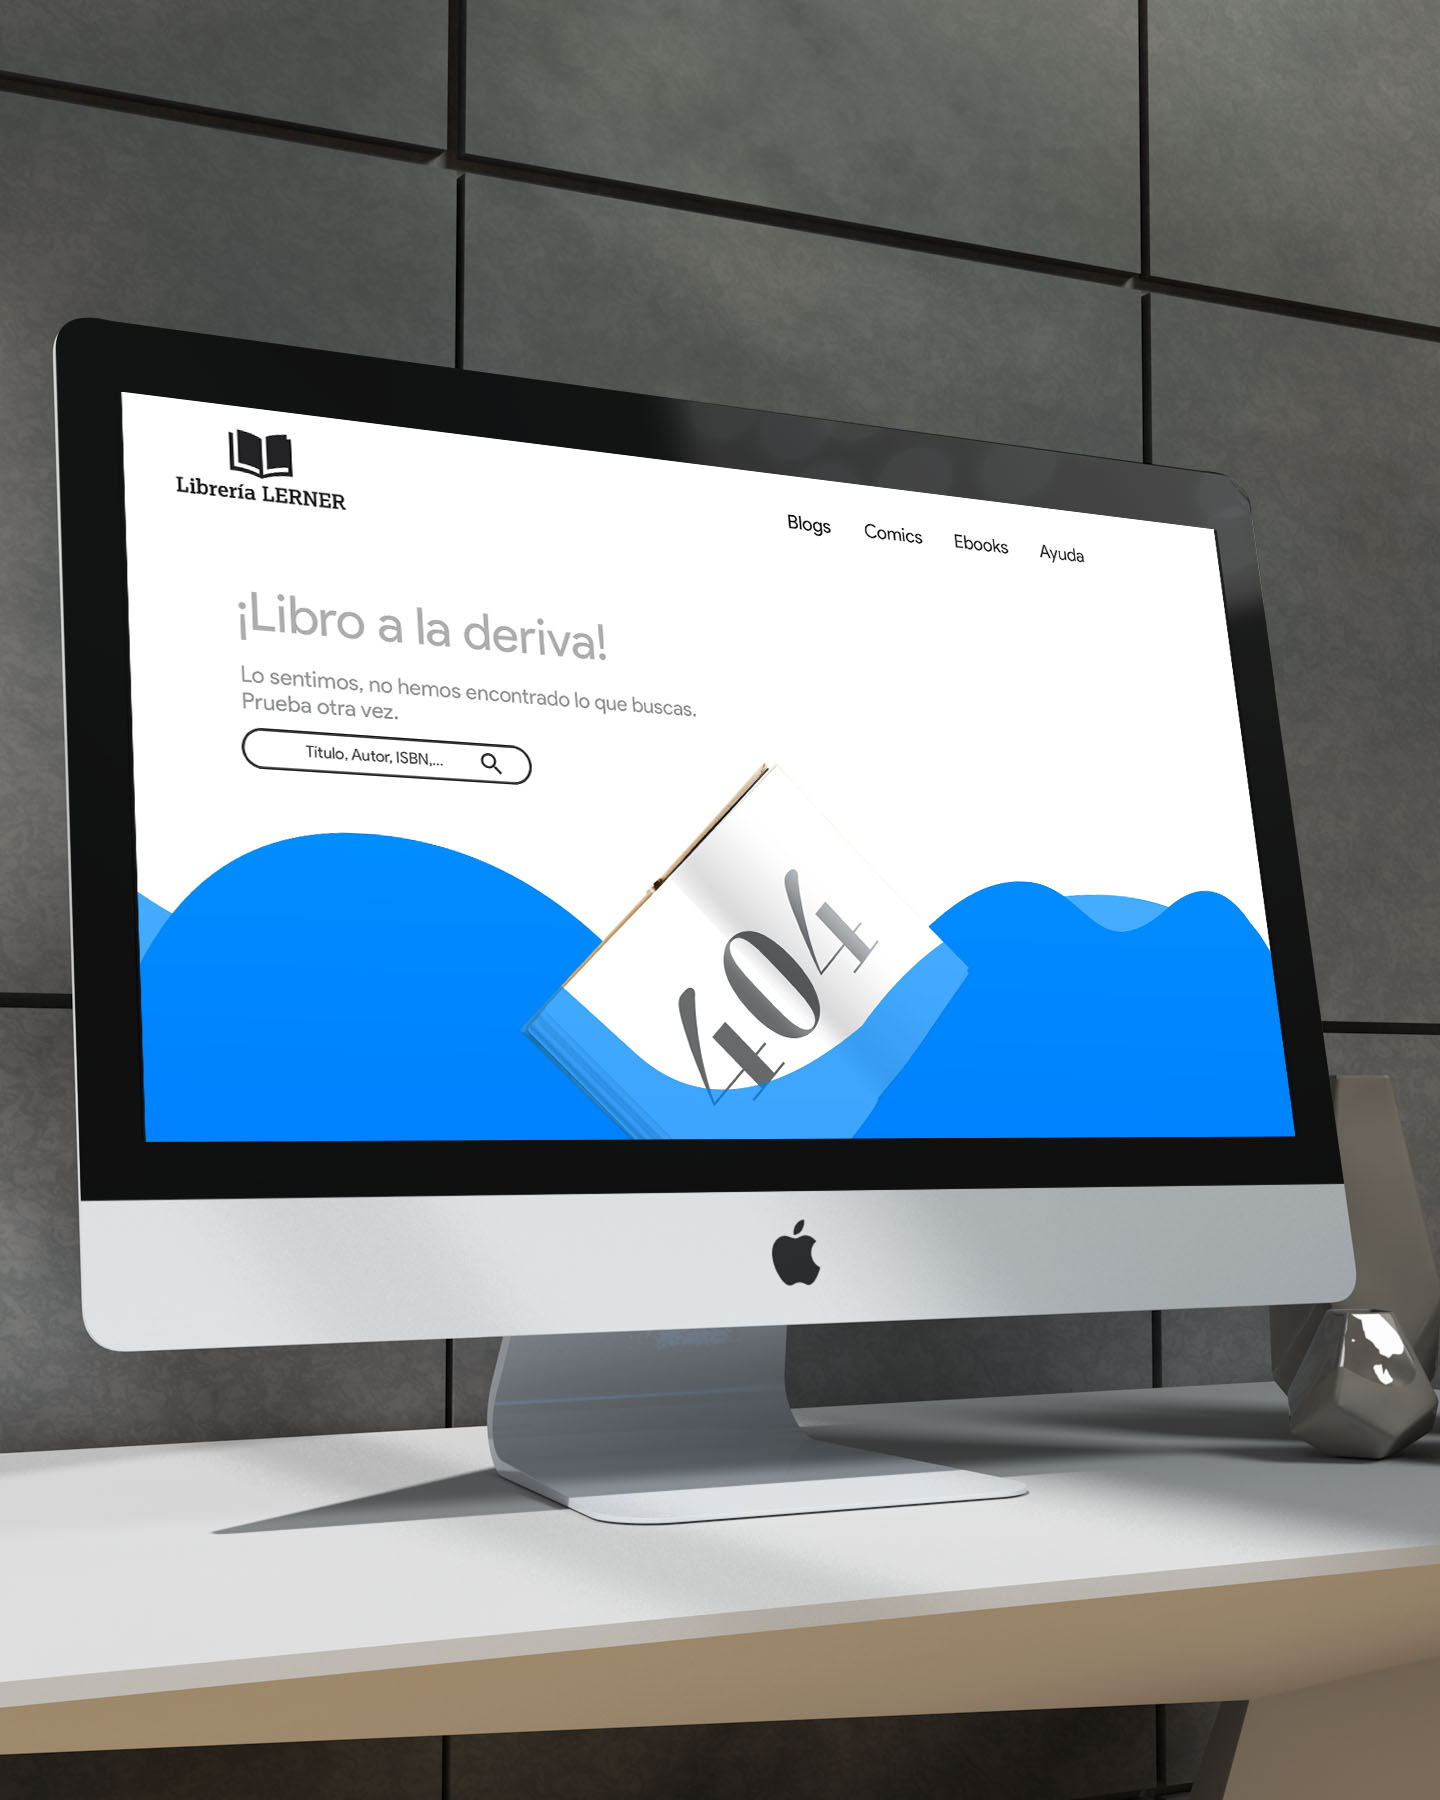 Librería LERNER
Blogs Comics Ebooks Ayuda
¡Libro a la deriva!
Lo sentimos, no hemos encontrado lo que buscas.
Prueba otra vez.
Título, Autor, ISBN,...
404